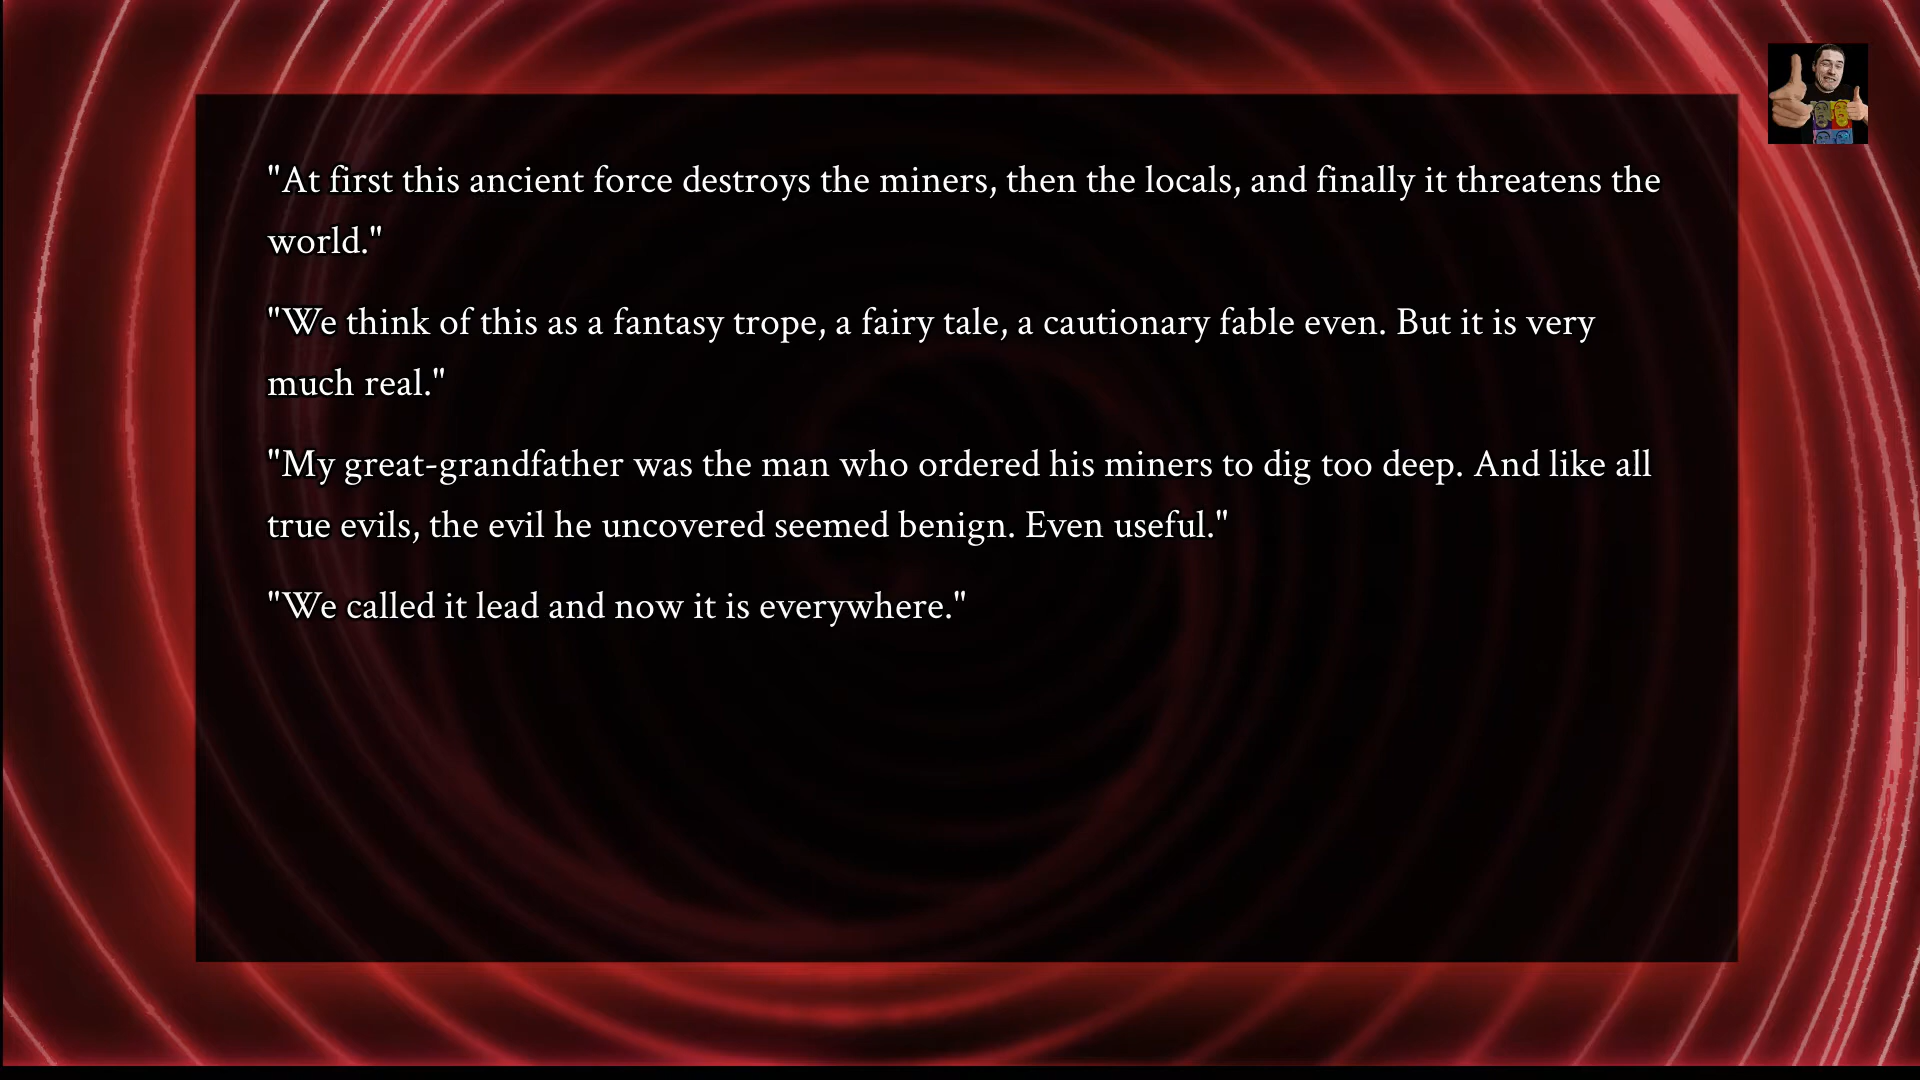 "At first this ancient force destroys the miners, then the locals, and finally it threatens the
world."
"We think of this as a fantasy trope, a fairy tale, a cautionary fable even. But it is very
much real."
"My great-grandfather was the man who ordered his miners to dig too deep. And like all
true evils, the evil he uncovered seemed benign. Even useful."
"We called it lead and now it is everywhere."